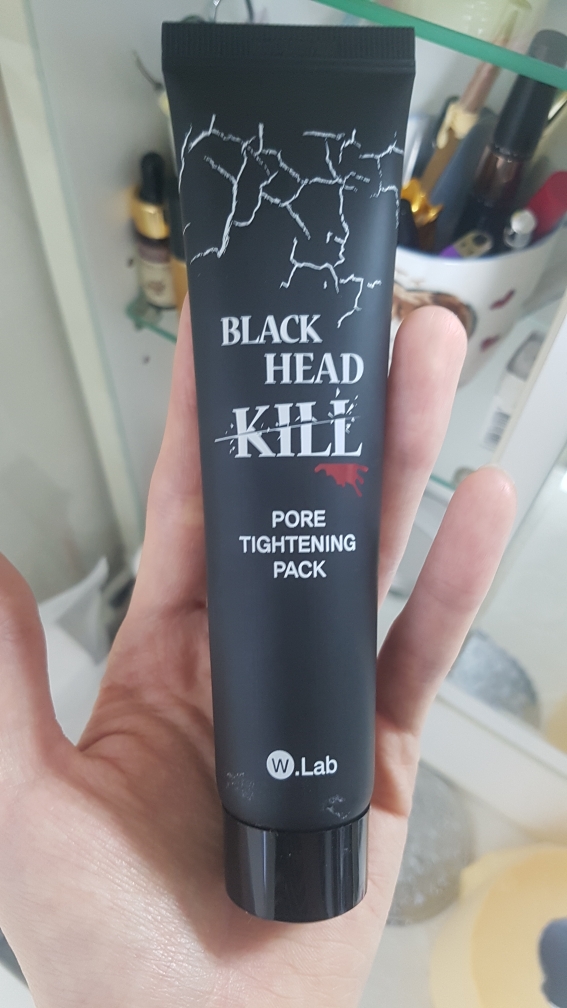 BLACK
HEAD
KILL
PORE
TIGHTENING
PACK
W.Lab